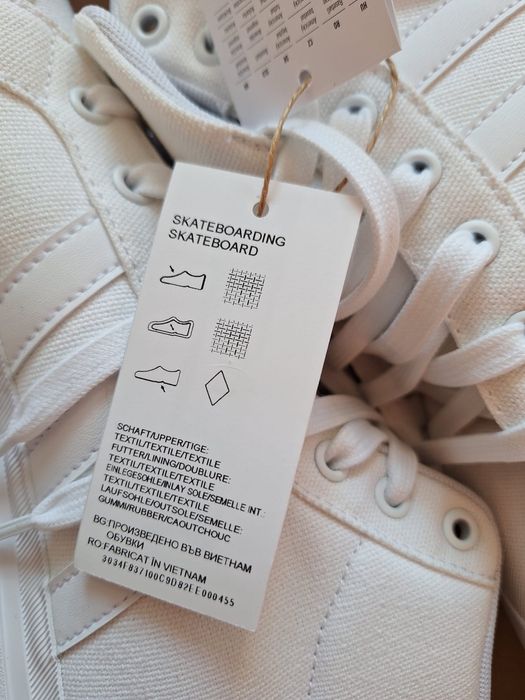 SKATEBOARDING
SKATEBOARD
SCHAFT/UPPER/TIGE:
TEXTIL/TEXTILE/TEXTILE
FUTTER/LINING/DOUBLURE:
TEXTIL/TEXTILE/TEXTILE
EINLEGESOHLE/INLAY SOLE/SEMELLE INT:
TEXTIL/TEXTILE/TEXTILE
LAUFSOHLE/OUTSOLE/SEMELLE:
GUMMI/RUBBER/CAOUTCHOUC
BG:ПРОИЗВЕДЕНО ВЪВ ВИЕТНАМ
ОБУВКИ
RO:FABRICAT ÎN VIETNAM
3034FB37100C9D82EE000455